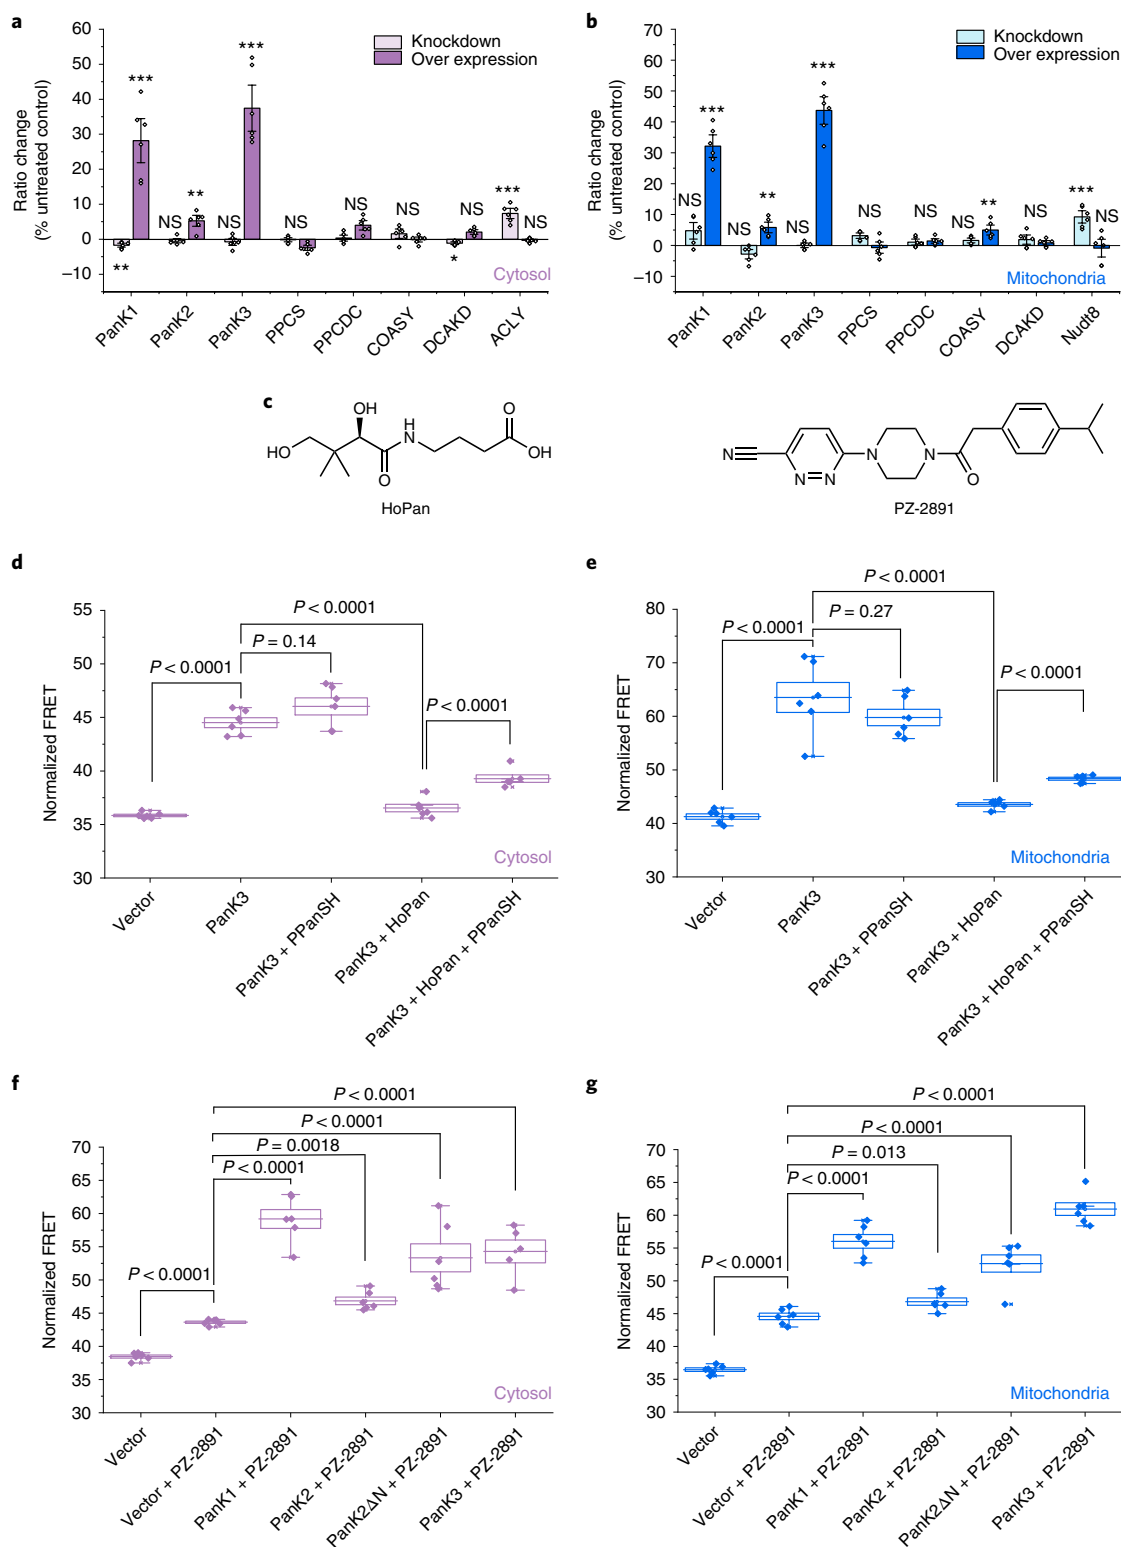 a
Ratio change
(% untreated control)
60
50
40
30
20
10
0
−10
Knockdown
Over expression
***
**
NS
**
NS
***
NS
NS
NS
*
***
NS
Cytosol
PanK1
PanK2
PanK3
PPCS
PPCDC
COASY
DCAKD
ACLY
b
Ratio change
(% untreated control)
70
60
50
40
30
20
10
0
−10
Knockdown
Over expression
NS
***
NS
**
NS
***
NS
NS
NS
**
NS
***
NS
Mitochondria
PanK1
PanK2
PanK3
PPCS
PPCDC
COASY
DCAKD
Nudt8
c
OH
HO
H
N
O
O
OH
HoPan
N
N
N
N
N
O
PZ-2891
d
Normalized FRET
55
50
45
40
35
30
P < 0.0001
P = 0.14
P < 0.0001
P < 0.0001
Cytosol
Vector
PanK3
PanK3 + PPanSH
PanK3 + HoPan
PanK3 + HoPan + PPanSH
e
Normalized FRET
80
70
60
50
40
30
P < 0.0001
P = 0.27
P < 0.0001
P < 0.0001
Mitochondria
Vector
PanK3
PanK3 + PPanSH
PanK3 + HoPan
PanK3 + HoPan + PPanSH
f
Normalized FRET
70
65
60
55
50
45
40
35
30
P < 0.0001
P < 0.0001
P = 0.0018
P < 0.0001
P < 0.0001
Cytosol
Vector
Vector + PZ-2891
PanK1 + PZ-2891
PanK2 + PZ-2891
PanK2ΔN + PZ-2891
PanK3 + PZ-2891
g
Normalized FRET
70
65
60
55
50
45
40
35
30
P < 0.0001
P < 0.0001
P = 0.013
P < 0.0001
P < 0.0001
Mitochondria
Vector
Vector + PZ-2891
PanK1 + PZ-2891
PanK2 + PZ-2891
PanK2ΔN + PZ-2891
PanK3 + PZ-2891